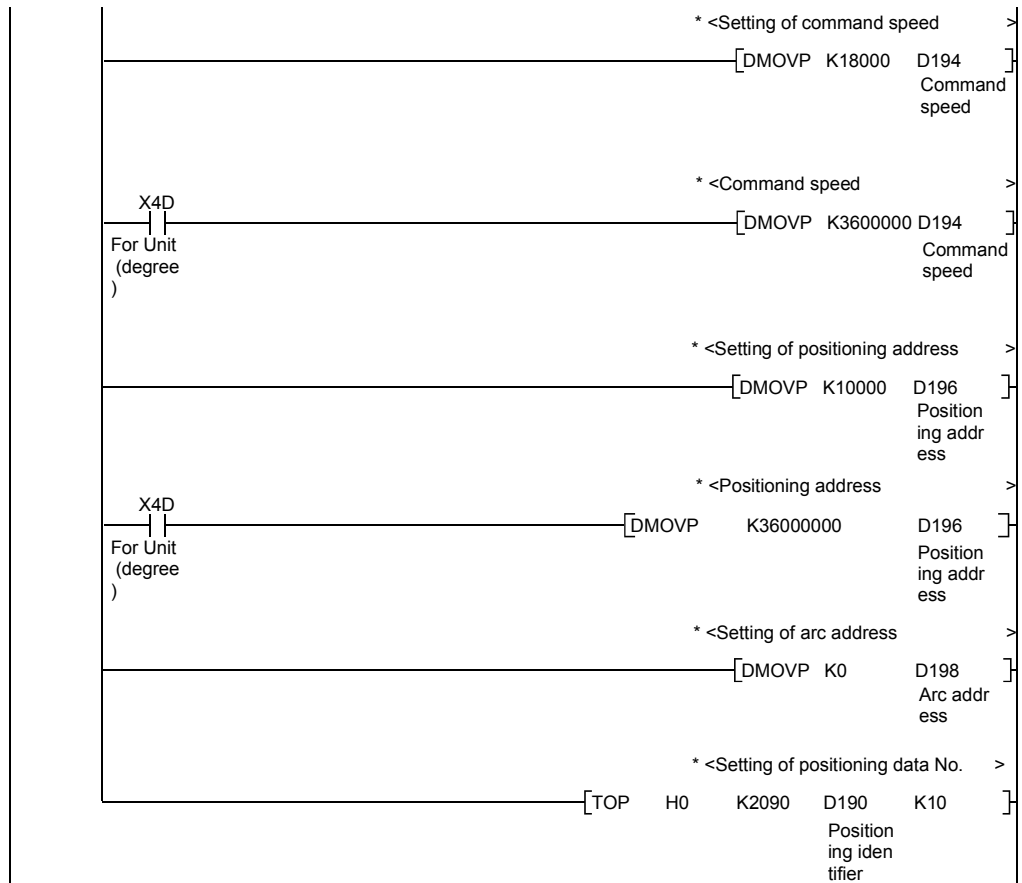 * <Setting of command speed >
DMOVP K18000 D194
Command
speed
* <Command speed >
X4D
DMOVP K3600000 D194
For Unit
(degree
)
Command
speed
* <Setting of positioning address >
DMOVP K10000 D196
Position
ing addr
ess
* <Positioning address >
X4D
DMOVP K36000000 D196
For Unit
(degree
)
Position
ing addr
ess
* <Setting of arc address >
DMOVP K0 D198
Arc addr
ess
* <Setting of positioning data No. >
TOP H0 K2090 D190 K10
Position
ing iden
tifier